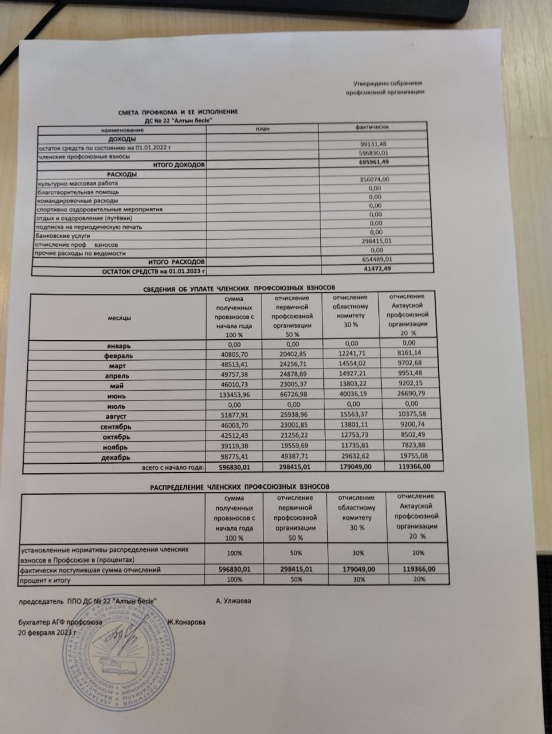 Утверждено собранием
профсоюзной организации
СМЕТА ПРОФКОМА И ЕЕ ИСПОЛНЕНИЕ
ДС № 22 "Алтын бесік"
наименование план фактически
ДОХОДЫ
остаток средств по состоянию на 01.01.2022 г 99131,48
членские профсоюзные взносы 596830,01
ИТОГО ДОХОДОВ 695961,49
РАСХОДЫ
культурно массовая работа 356074,00
благотворительная помощь 0,00
командировочные расходы 0,00
спортивно оздоровительные мероприятия 0,00
отдых и оздоровление (путёвки) 0,00
подписка на периодическую печать 0,00
банковские услуги 0,00
отчисление проф взносов 298415,01
прочие расходы по ведомости 0,00
ИТОГО РАСХОДОВ 654489,01
ОСТАТОК СРЕДСТВ на 01.01.2023 г 41472,49
СВЕДЕНИЯ ОБ УПЛАТЕ ЧЛЕНСКИХ ПРОФСОЮЗНЫХ ВЗНОСОВ
месяцы
сумма полученных провзносов с начала года 100 %
отчисление первичной профсоюзной организации 50 %
отчисление областному комитету 30 %
отчисление Актауской профсоюзной организации 20 %
январь 0,00 0,00 0,00 0,00
февраль 40805,70 20402,85 12241,71 8161,14
март 48513,41 24256,71 14554,02 9702,68
апрель 49757,38 24878,69 14927,21 9951,48
май 46010,73 23005,37 13803,22 9202,15
июнь 133453,96 66726,98 40036,19 26690,79
июль 0,00 0,00 0,00 0,00
август 51877,91 25938,96 15563,37 10375,58
сентябрь 46003,70 23001,85 13801,11 9200,74
октябрь 42512,43 21256,22 12753,73 8502,49
ноябрь 39119,38 19559,69 11735,81 7823,88
декабрь 98775,41 49387,71 29632,62 19755,08
всего с начало года: 596830,01 298415,01 179049,00 119366,00
РАСПРЕДЕЛЕНИЕ ЧЛЕНСКИХ ПРОФСОЮЗНЫХ ВЗНОСОВ
сумма полученных провзносов с начала года 100 %
отчисление первичной профсоюзной организации 50 %
отчисление областному комитету 30 %
отчисление Актауской профсоюзной организации 20 %
установленные нормативы распределения членских
взносов в Профсоюзе в (процентах) 100% 50% 30% 20%
фактически поступившая сумма отчислений 596830,01 298415,01 179049,00 119366,00
процент к итогу 100% 50% 30% 20%
председатель ППО ДС № 22 "Алтын бесік" А. Улжаева
бухгалтер АГФ профсоюза Ж.Конарова
20 февраля 2023 г